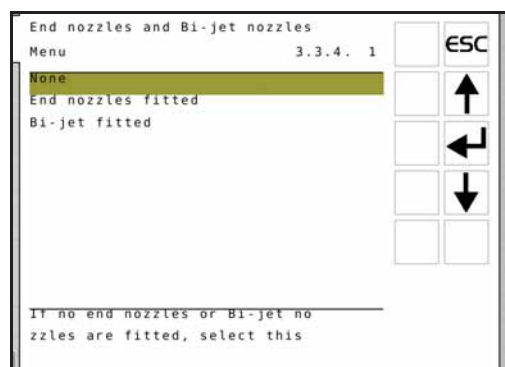 End nozzles and Bi-jet nozzles
Menu 3.3.4. 1
ESC
None
End nozzles fitted
Bi-jet fitted
If no end nozzles or Bi-jet no
zzles are fitted, select this